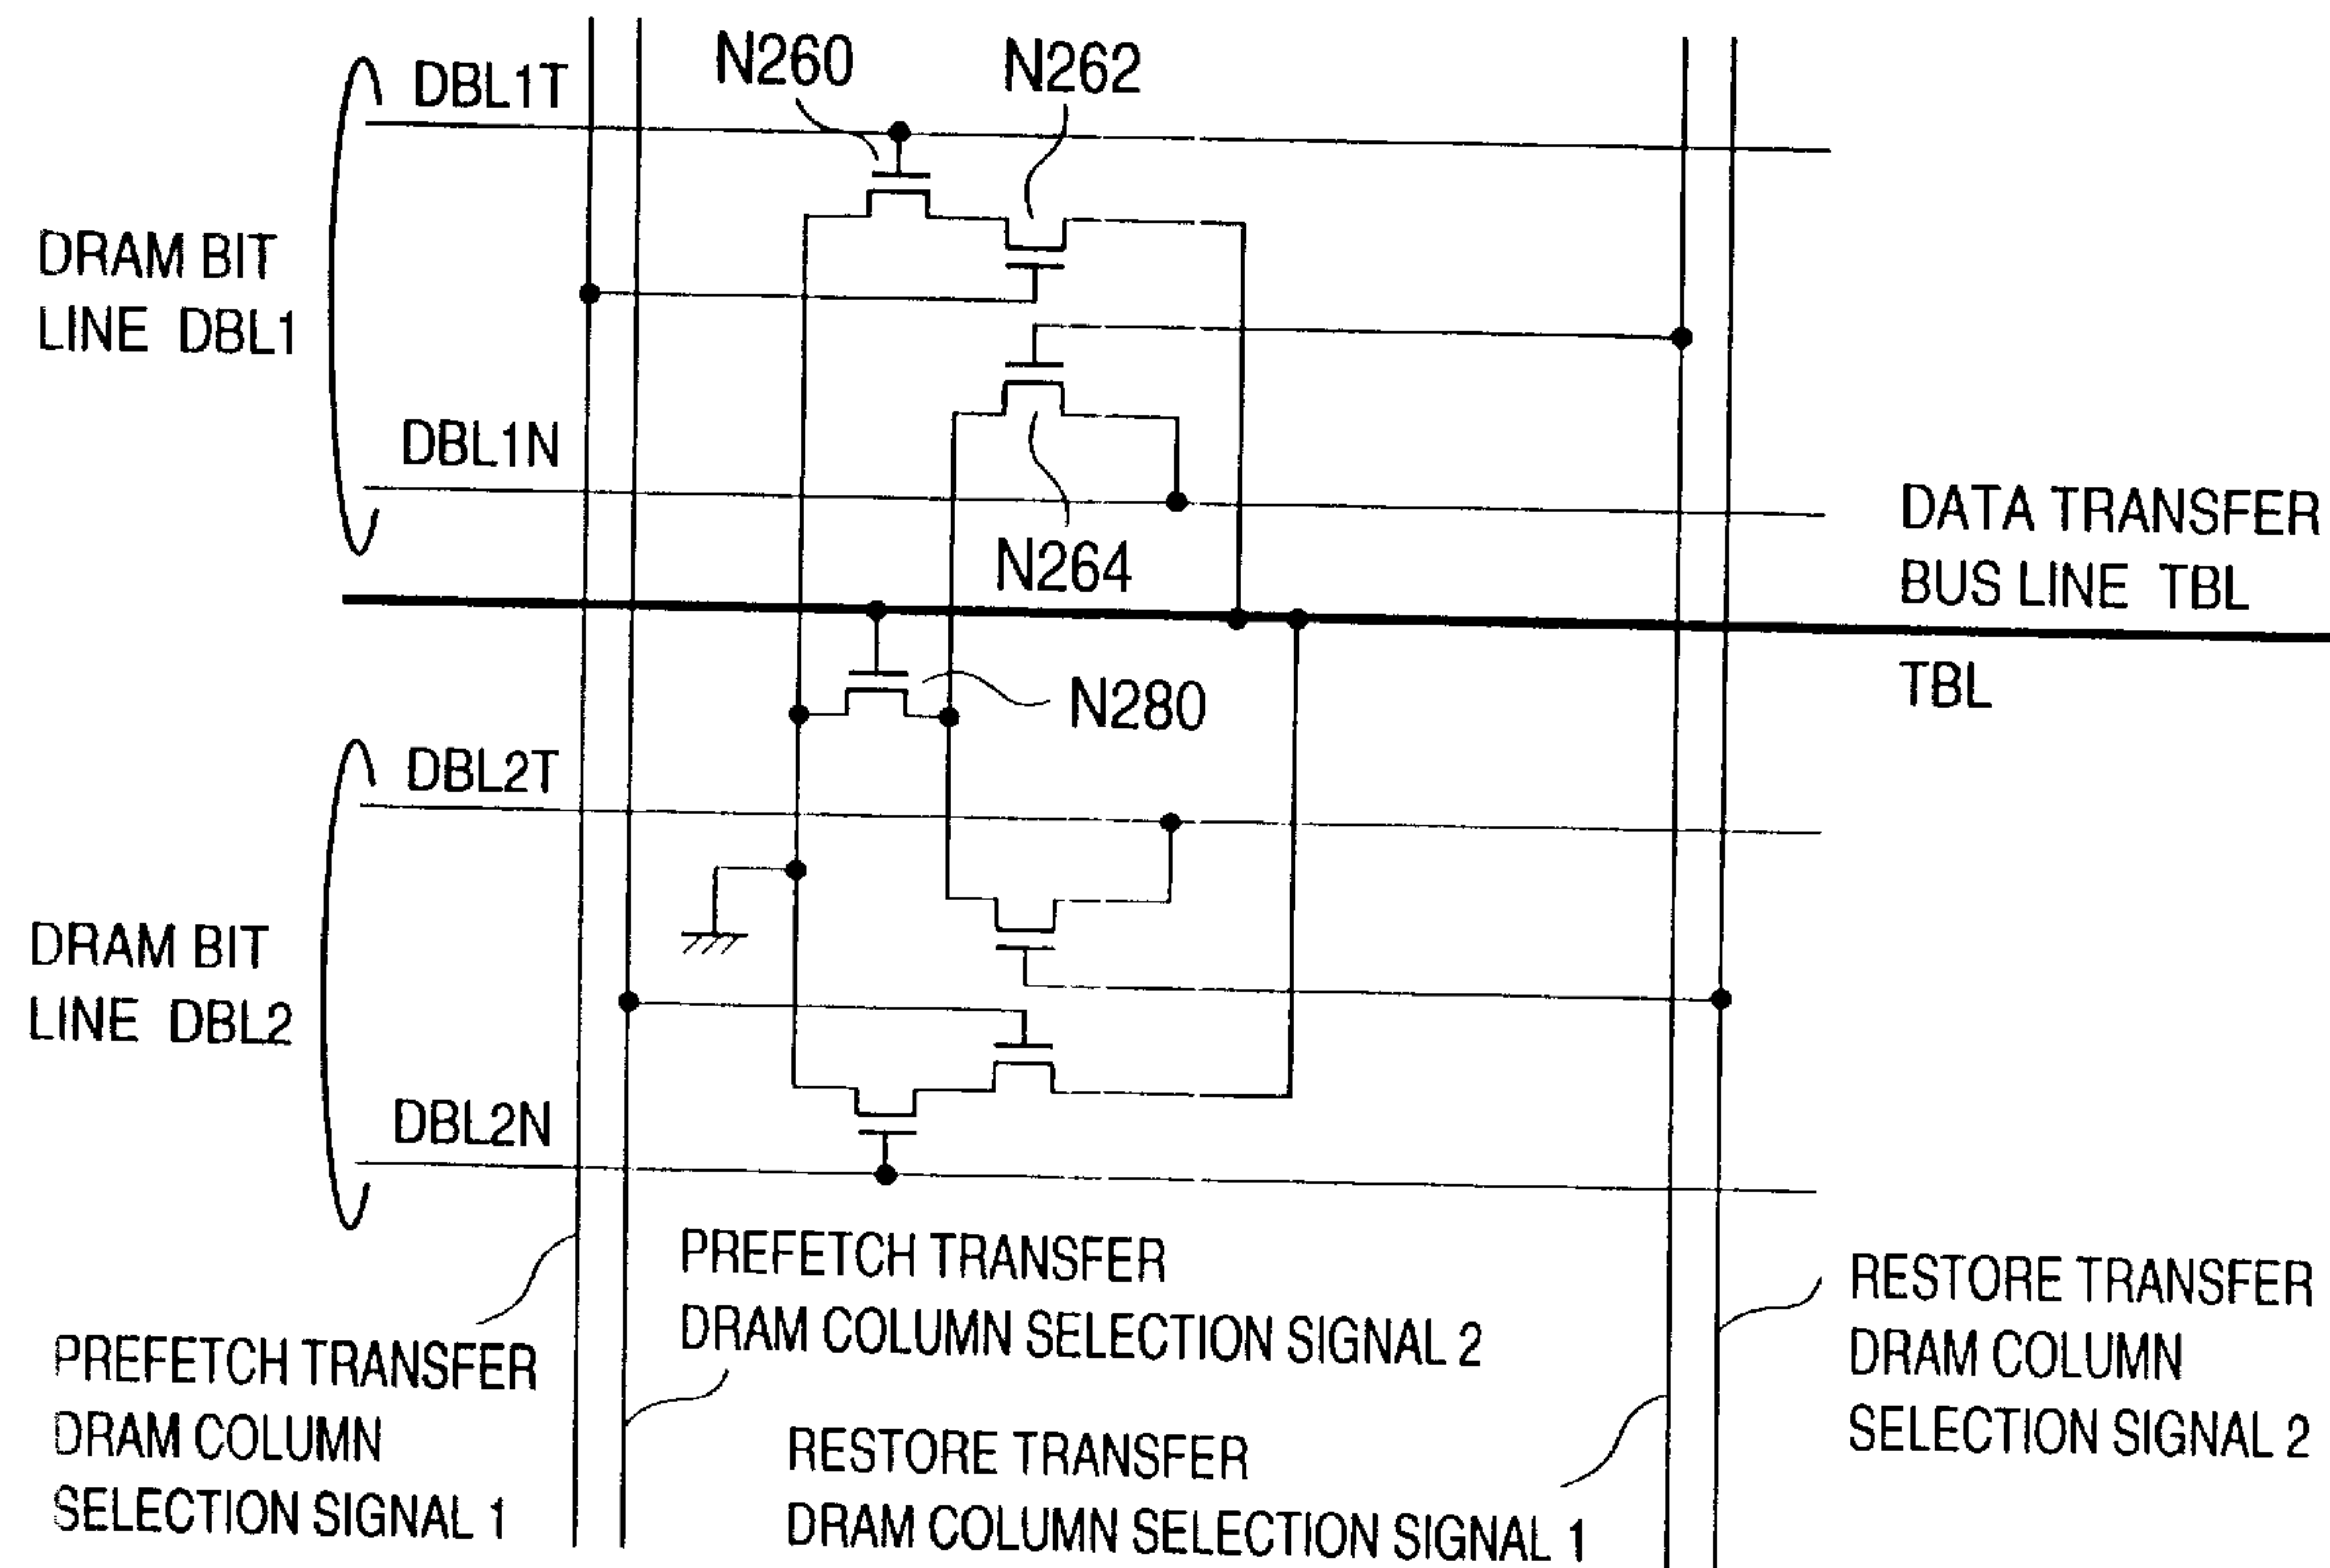 N260
N262
DBL1T
DRAM BIT
LINE DBL1
DBL1N
N264
DATA TRANSFER
BUS LINE TBL
TBL
N280
DBL2T
DRAM BIT
LINE DBL2
DBL2N
PREFETCH TRANSFER
DRAM COLUMN
SELECTION SIGNAL 1
PREFETCH TRANSFER
DRAM COLUMN SELECTION SIGNAL 2
RESTORE TRANSFER
DRAM COLUMN SELECTION SIGNAL 1
RESTORE TRANSFER
DRAM COLUMN
SELECTION SIGNAL 2